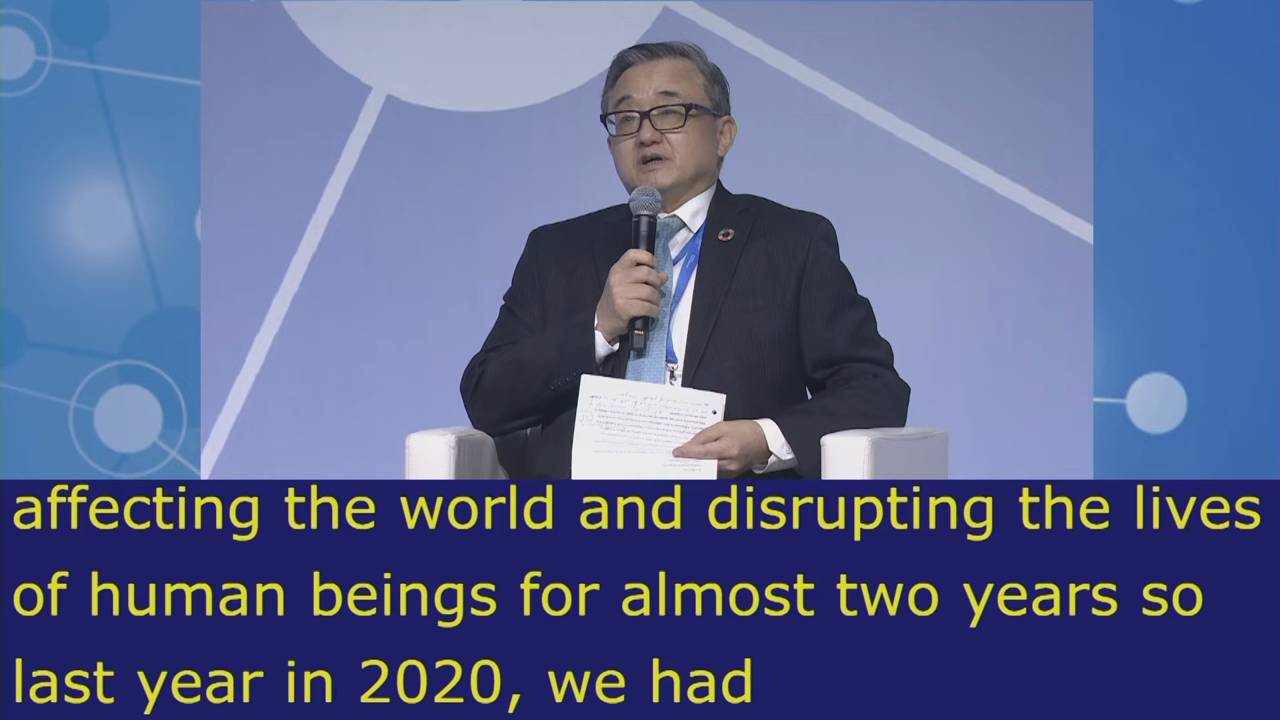 affecting the world and disrupting the lives
of human beings for almost two years so
last year in 2020, we had